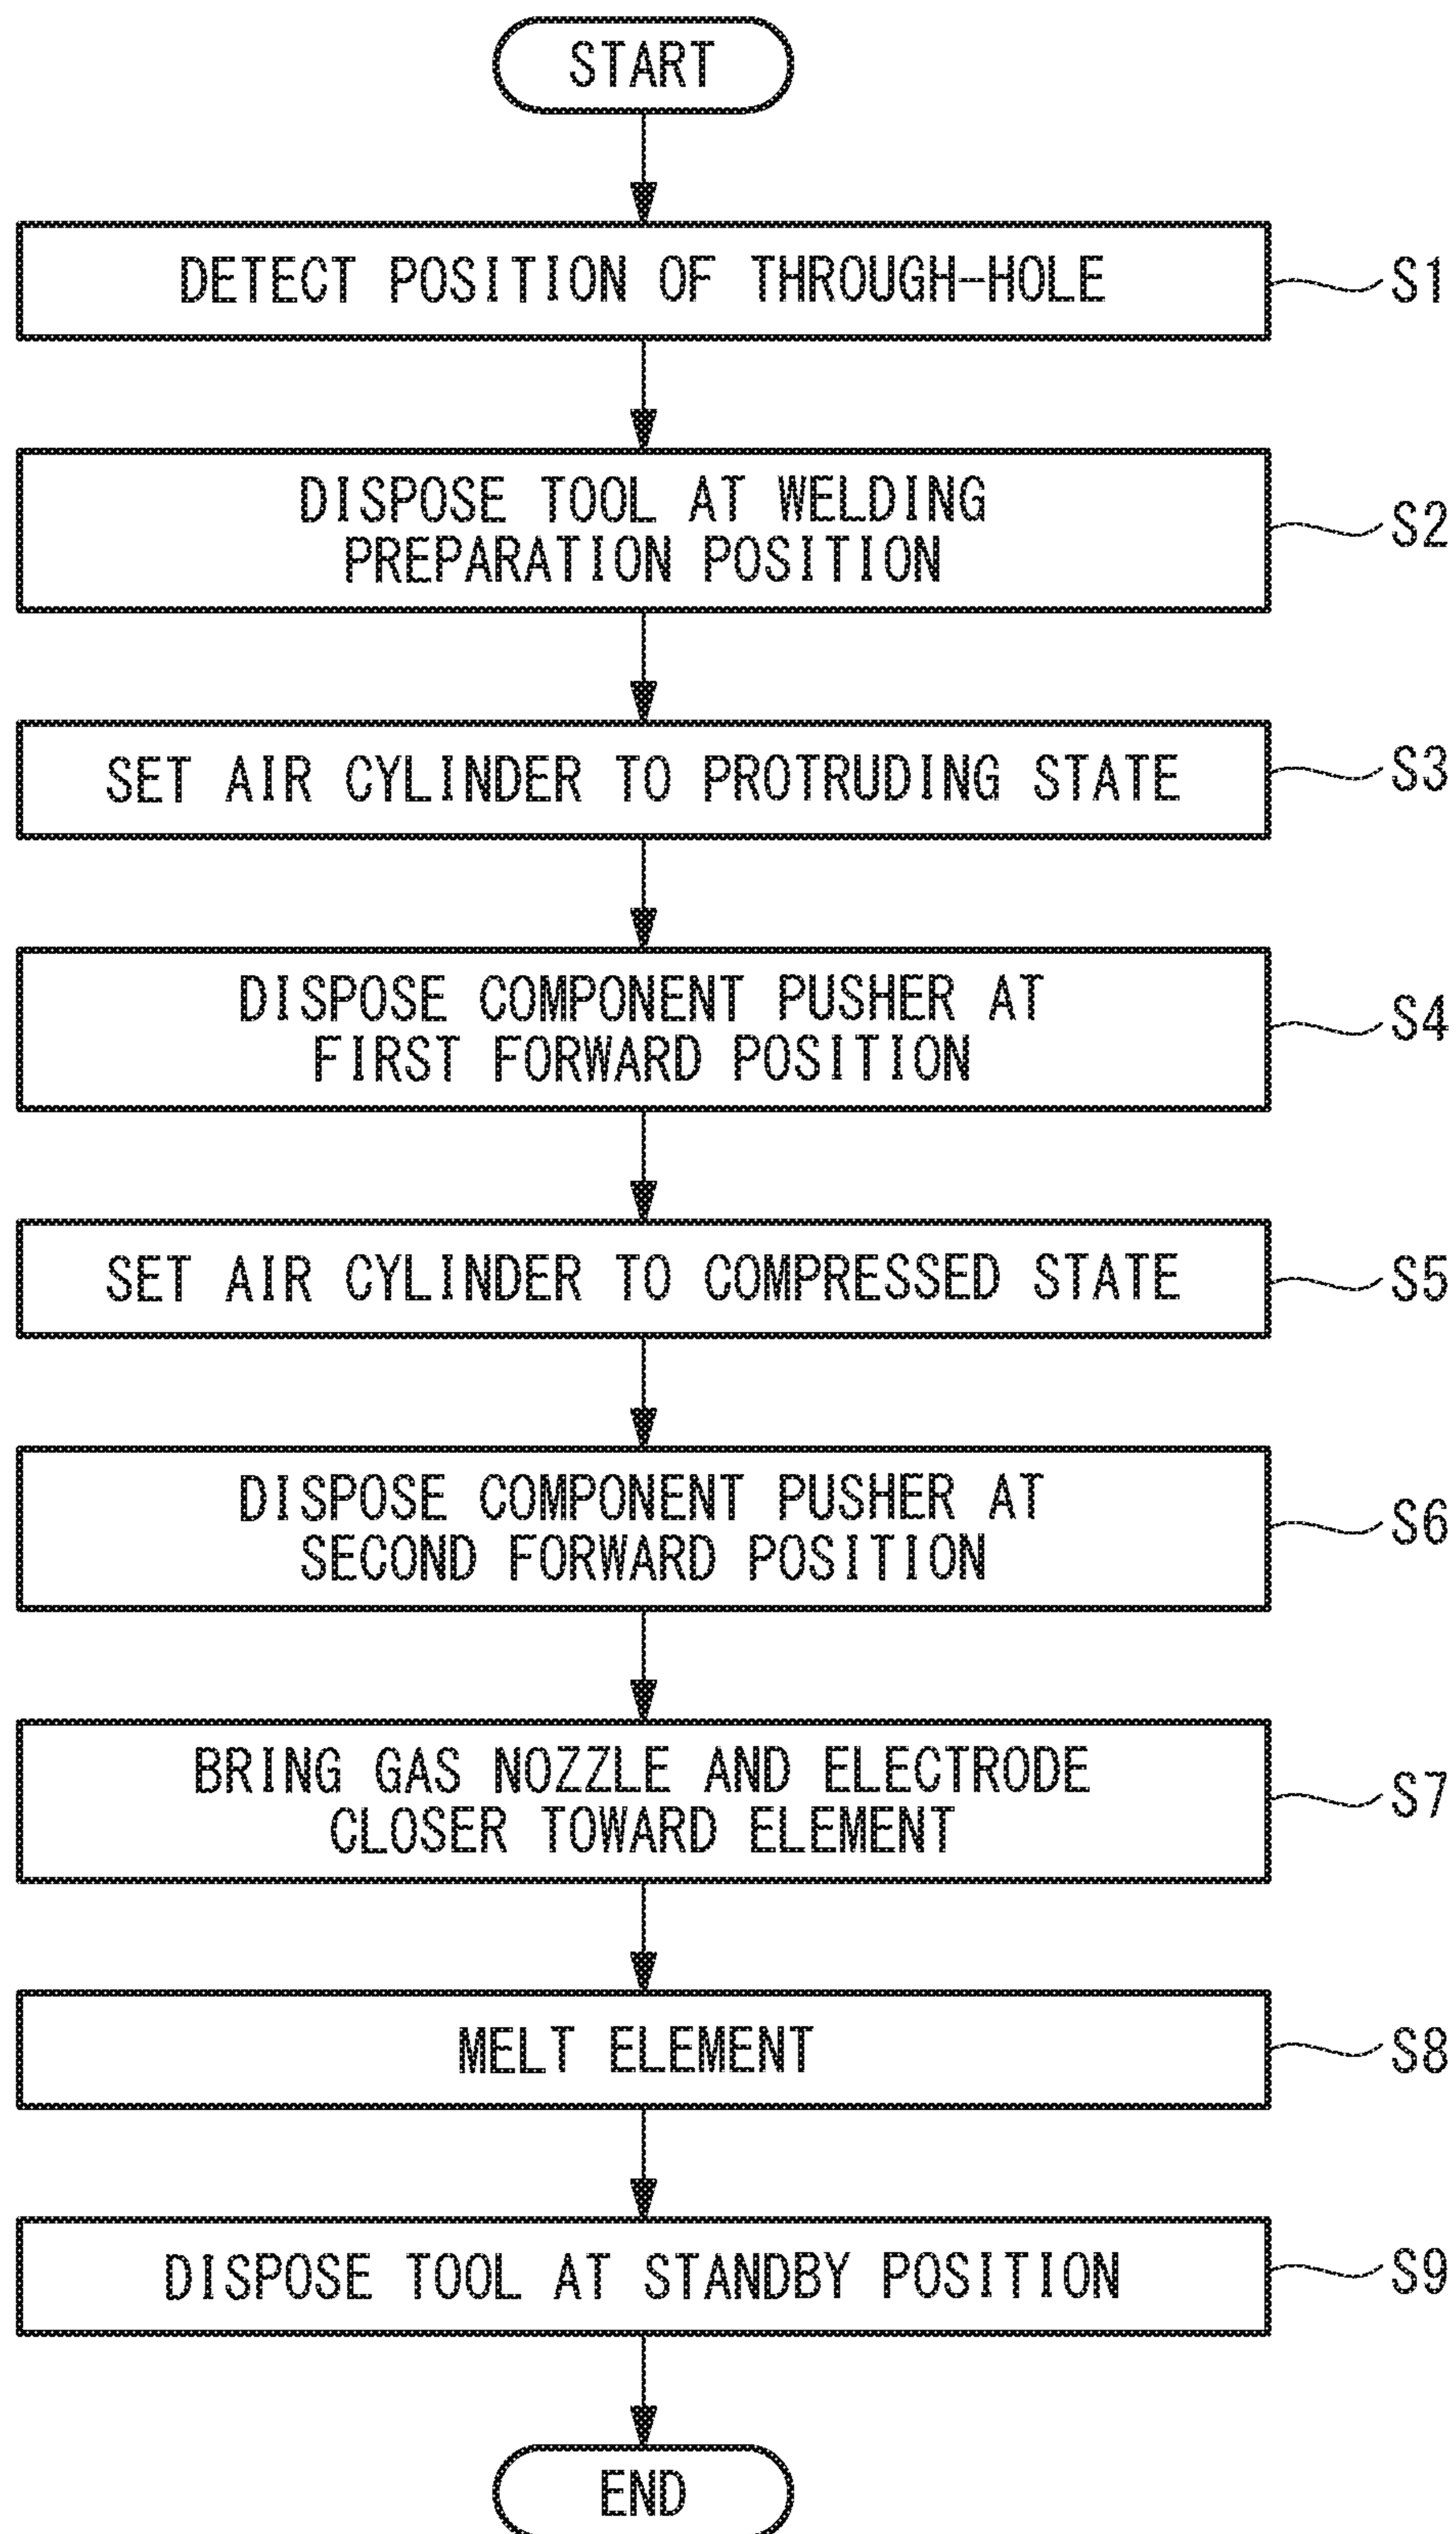 START
DETECT POSITION OF THROUGH-HOLE
S1
DISPOSE TOOL AT WELDING
PREPARATION POSITION
S2
SET AIR CYLINDER TO PROTRUDING STATE
S3
DISPOSE COMPONENT PUSHER AT
FIRST FORWARD POSITION
S4
SET AIR CYLINDER TO COMPRESSED STATE
S5
DISPOSE COMPONENT PUSHER AT
SECOND FORWARD POSITION
S6
BRING GAS NOZZLE AND ELECTRODE
CLOSER TOWARD ELEMENT
S7
MELT ELEMENT
S8
DISPOSE TOOL AT STANDBY POSITION
S9
END